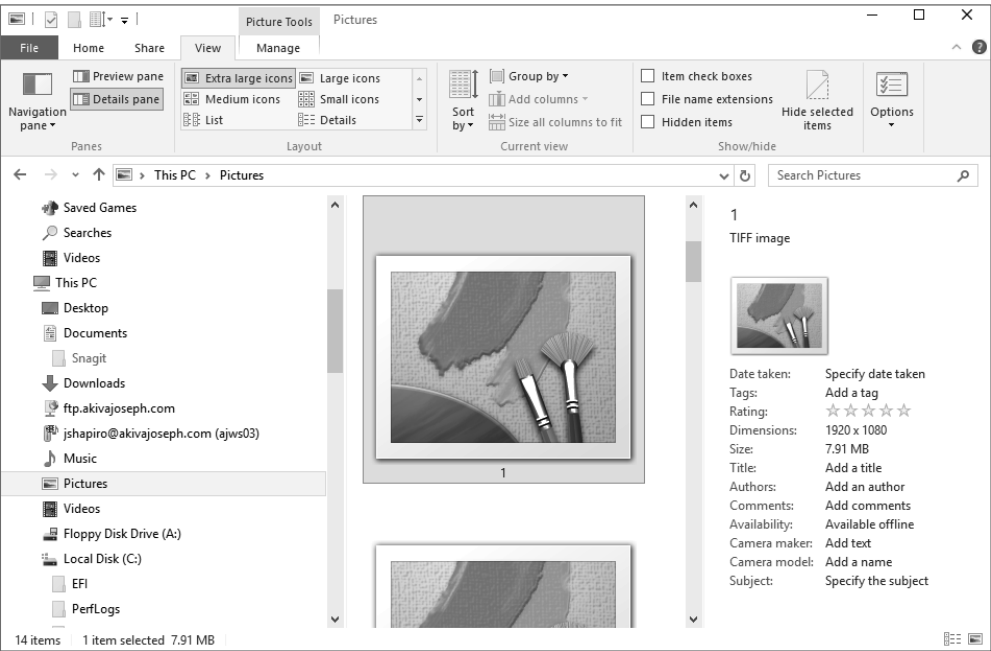 Picture Tools Pictures
File Home Share View Manage
Navigation pane
Preview pane
Details pane
Panes
Extra large icons Large icons
Medium icons Small icons
List Details
Layout
Sort by
Group by
Add columns
Size all columns to fit
Current view
Item check boxes
File name extensions
Hidden items
Hide selected items
Show/hide
Options
This PC > Pictures
Search Pictures
Saved Games
Searches
Videos
This PC
Desktop
Documents
Snagit
Downloads
ftp.akivajoseph.com
jshapiro@akivajoseph.com (ajws03)
Music
Pictures
Videos
Floppy Disk Drive (A:)
Local Disk (C:)
EFI
PerfLogs
1
1
TIFF image
Date taken: Specify date taken
Tags: Add a tag
Rating:
Dimensions: 1920 x 1080
Size: 7.91 MB
Title: Add a title
Authors: Add an author
Comments: Add comments
Availability: Available offline
Camera maker: Add text
Camera model: Add a name
Subject: Specify the subject
14 items 1 item selected 7.91 MB